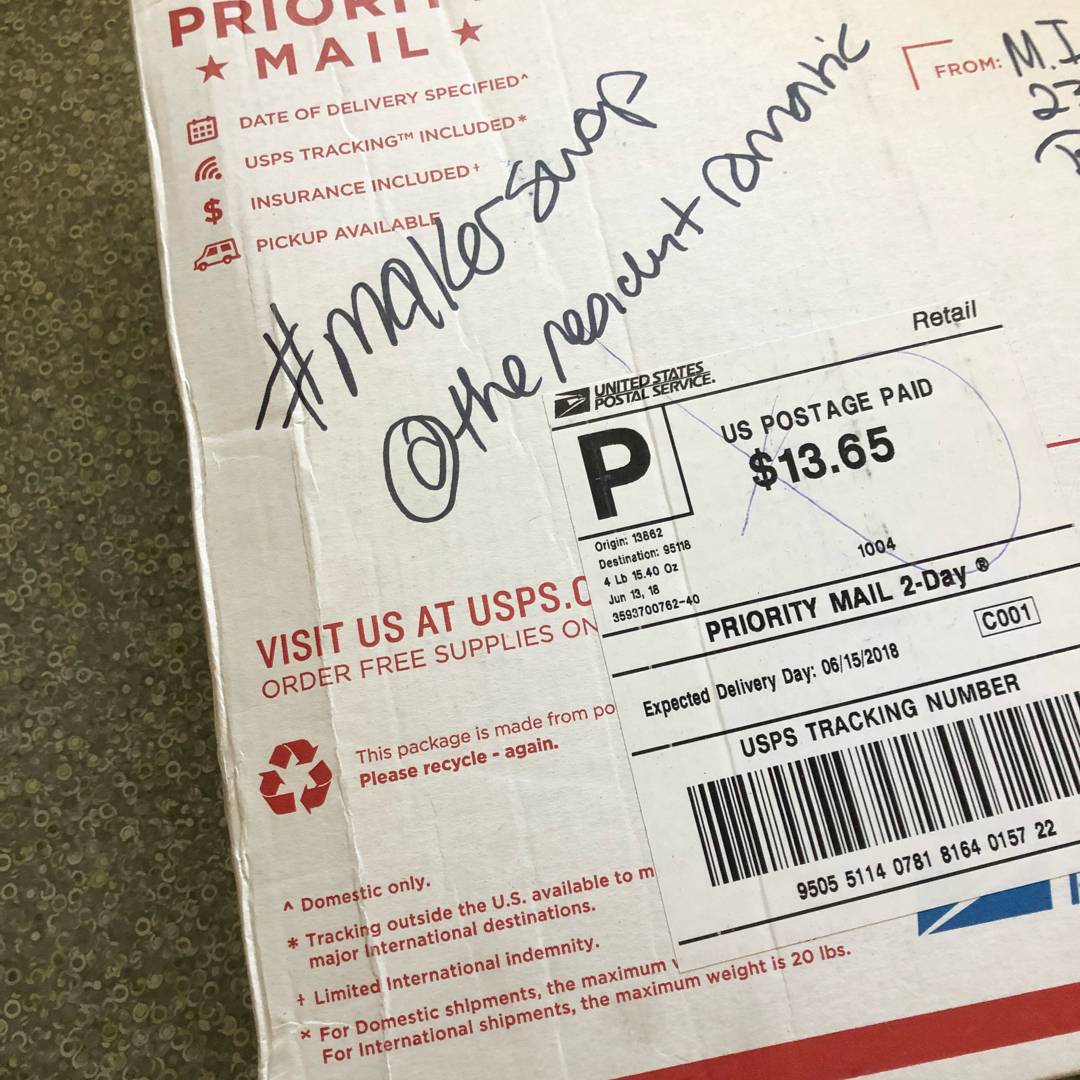 PRIORITY
★ MAIL ★
DATE OF DELIVERY SPECIFIED^
USPS TRACKING™ INCLUDED*
$ INSURANCE INCLUDED†
PICKUP AVAILABLE
#makerswap
@the resident romantic
FROM: M.I
23
Retail
UNITED STATES
POSTAL SERVICE.
P
US POSTAGE PAID
$13.65
Origin: 13862
Destination: 95118
4 Lb 15.40 Oz
Jun 13, 18
3593700762-40
1004
PRIORITY MAIL 2-Day ®
C001
Expected Delivery Day: 06/15/2018
USPS TRACKING NUMBER
9505 5114 0781 8164 0157 22
VISIT US AT USPS.C
ORDER FREE SUPPLIES ON
This package is made from po
Please recycle - again.
^ Domestic only.
* Tracking outside the U.S. available to m
major International destinations.
† Limited International indemnity.
× For Domestic shipments, the maximum
For International shipments, the maximum weight is 20 lbs.